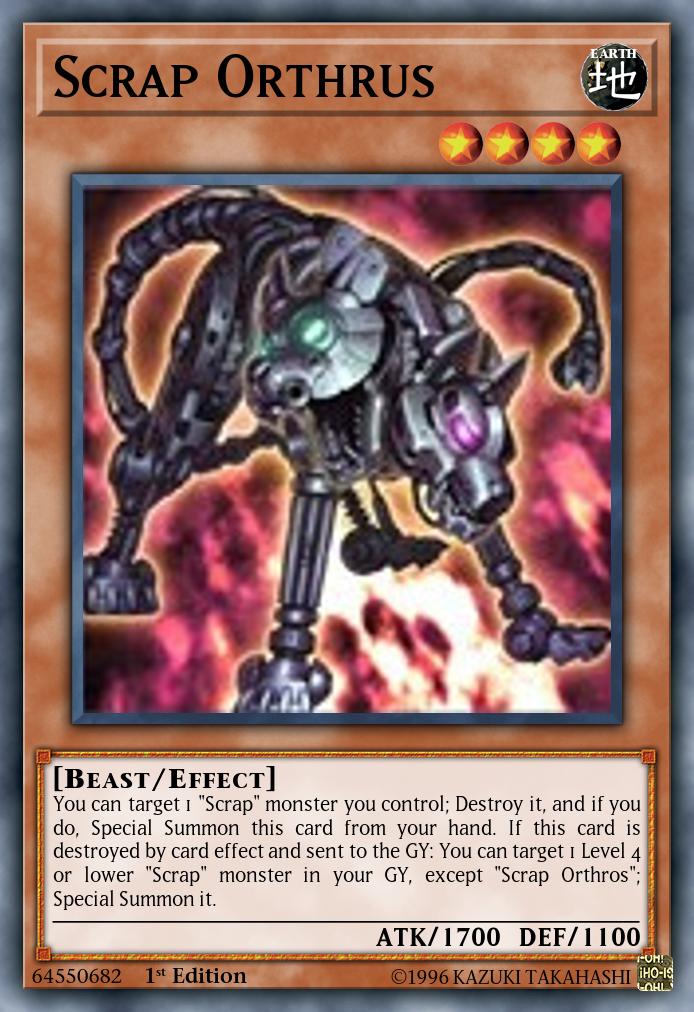 Scrap Orthrus
EARTH
地
[Beast/Effect]
You can target 1 "Scrap" monster you control; Destroy it, and if you
do, Special Summon this card from your hand. If this card is
destroyed by card effect and sent to the GY: You can target 1 Level 4
or lower "Scrap" monster in your GY, except "Scrap Orthros";
Special Summon it.
ATK/1700 DEF/1100
64550682 1st Edition ©1996 KAZUKI TAKAHASHI